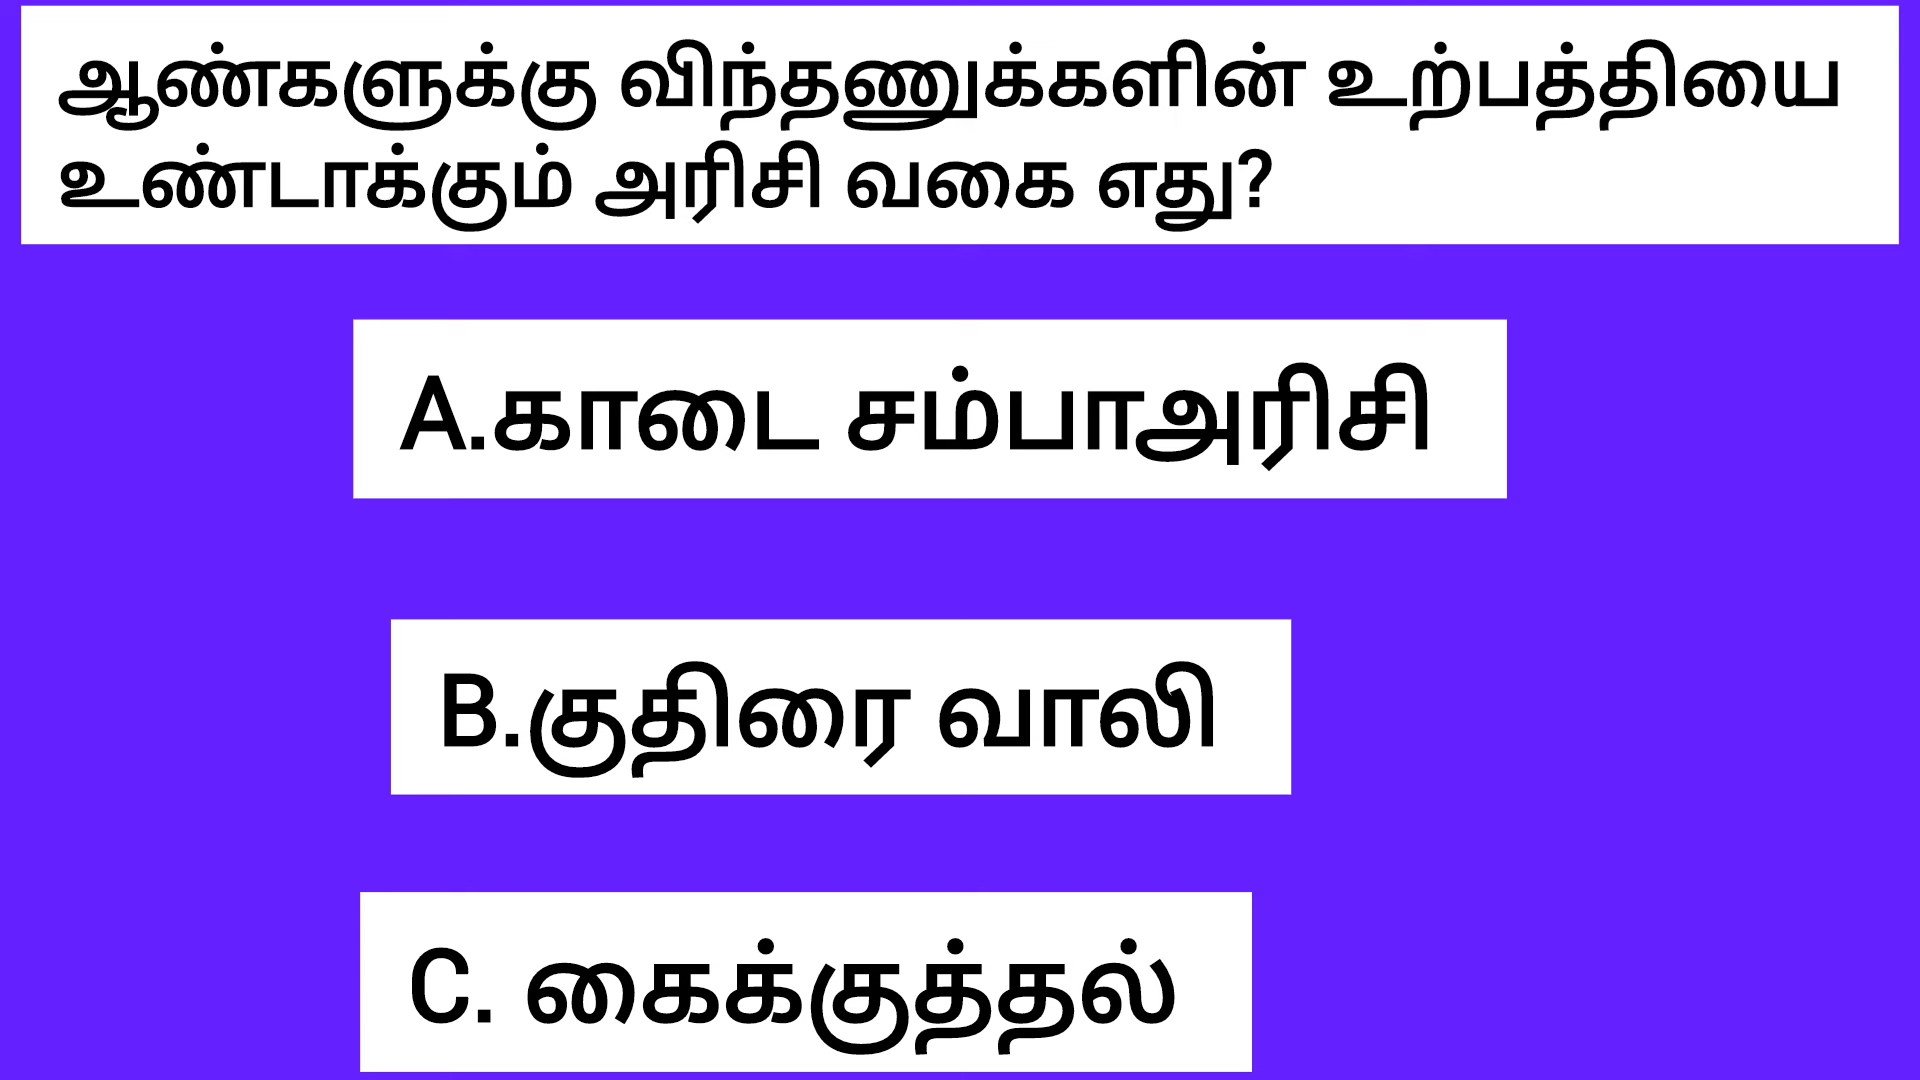 ஆண்களுக்கு விந்தணுக்களின் உற்பத்தியை
உண்டாக்கும் அரிசி வகை எது?
A.காடை சம்பாஅரிசி
B.குதிரை வாலி
C. கைக்குத்தல்